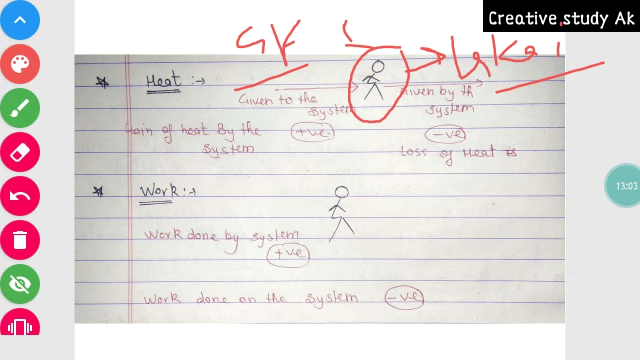 Creative study Ak
* Heat :→
Given to the system
Given by th system
Gain of heat By the system
+ve
-ve
Loss of Heat is
* Work :→
Work done by system
+ve
Work done on the system -ve
13:03